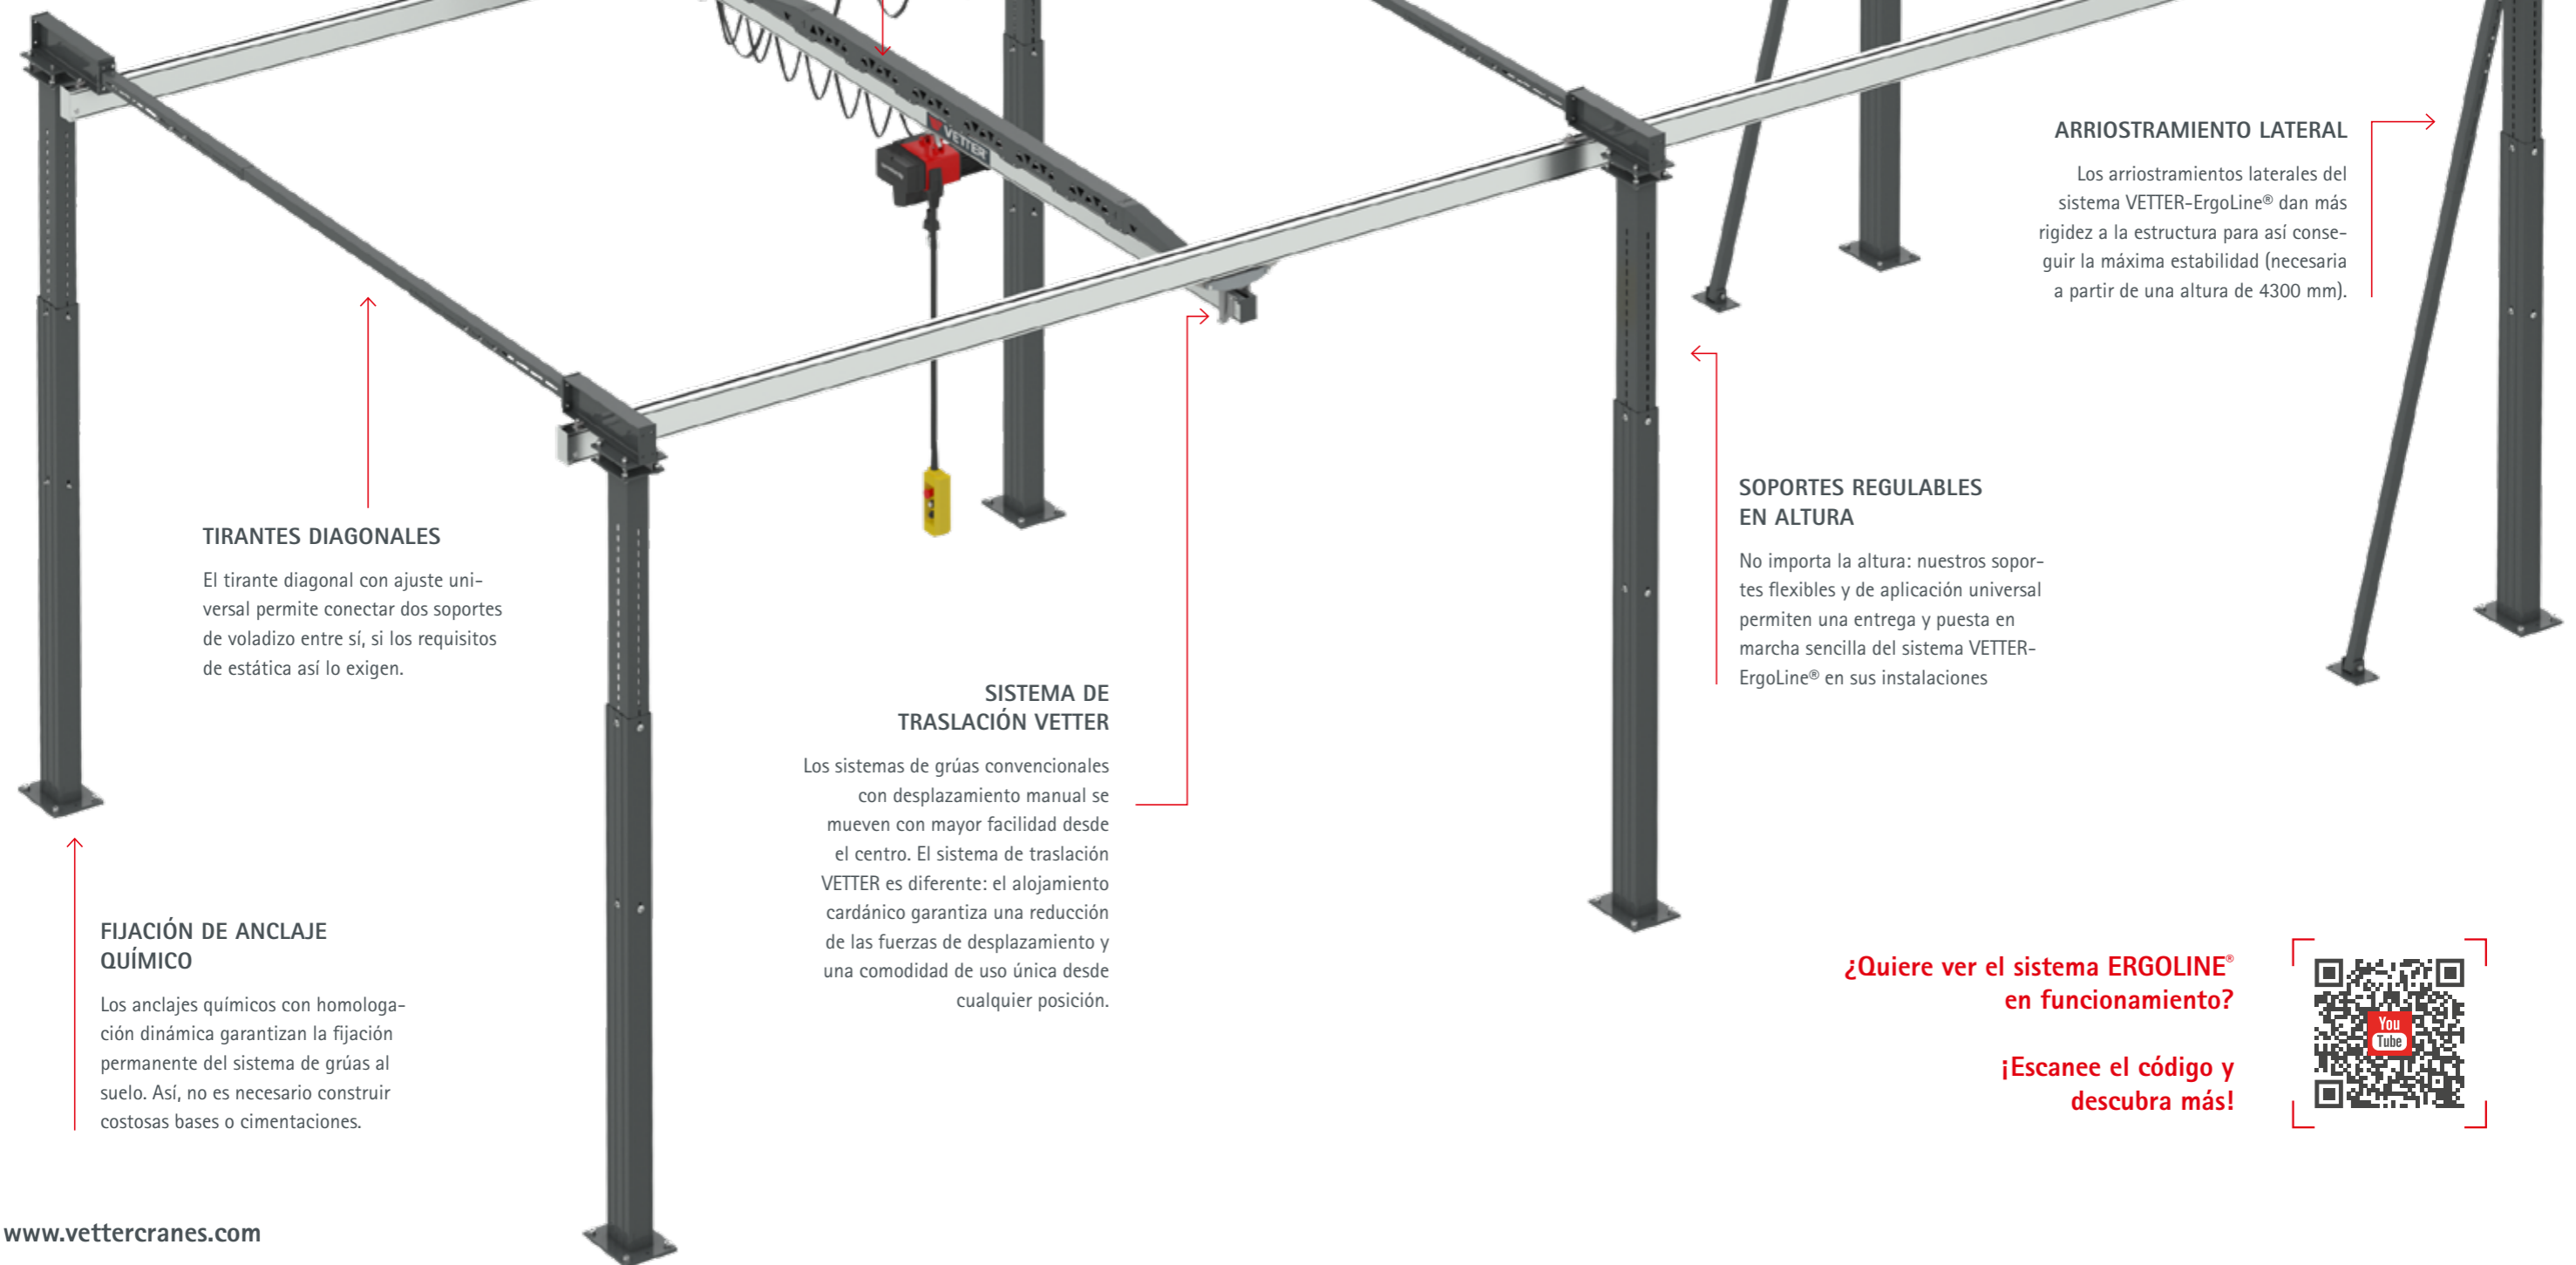 VETTER
ARRIOSTRAMIENTO LATERAL
Los arriostramientos laterales del
sistema VETTER-ErgoLine® dan más
rigidez a la estructura para así conse-
guir la máxima estabilidad (necesaria
a partir de una altura de 4300 mm).
SOPORTES REGULABLES
EN ALTURA
No importa la altura: nuestros sopor-
tes flexibles y de aplicación universal
permiten una entrega y puesta en
marcha sencilla del sistema VETTER-
ErgoLine® en sus instalaciones
TIRANTES DIAGONALES
El tirante diagonal con ajuste uni-
versal permite conectar dos soportes
de voladizo entre sí, si los requisitos
de estática así lo exigen.
SISTEMA DE
TRASLACIÓN VETTER
Los sistemas de grúas convencionales
con desplazamiento manual se
mueven con mayor facilidad desde
el centro. El sistema de traslación
VETTER es diferente: el alojamiento
cardánico garantiza una reducción
de las fuerzas de desplazamiento y
una comodidad de uso única desde
cualquier posición.
FIJACIÓN DE ANCLAJE
QUÍMICO
Los anclajes químicos con homologa-
ción dinámica garantizan la fijación
permanente del sistema de grúas al
suelo. Así, no es necesario construir
costosas bases o cimentaciones.
¿Quiere ver el sistema ERGOLINE®
en funcionamiento?
¡Escanee el código y
descubra más!
You
Tube
www.vettercranes.com